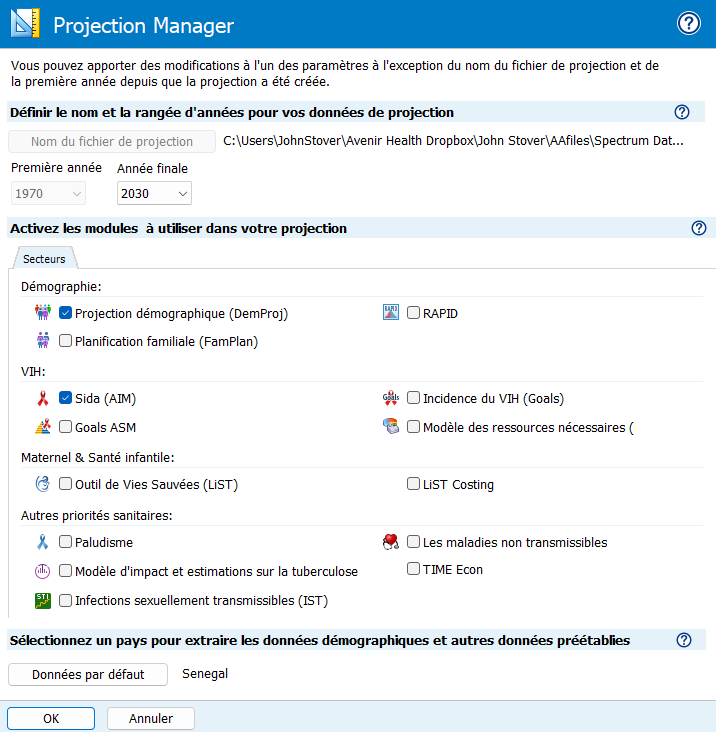 Projection Manager
?
Vous pouvez apporter des modifications à l'un des paramètres à l'exception du nom du fichier de projection et de
la première année depuis que la projection a été créée.
Définir le nom et la rangée d'années pour vos données de projection ?
Nom du fichier de projection C:\Users\JohnStover\Avenir Health Dropbox\John Stover\AAfiles\Spectrum Dat...
Première année Année finale
1970 2030
Activez les modules à utiliser dans votre projection ?
Secteurs
Démographie:
Projection démographique (DemProj) RAPID RAPID
Planification familiale (FamPlan)
VIH:
Sida (AIM) Goals Incidence du VIH (Goals)
Goals ASM Modèle des ressources nécessaires (
Maternel & Santé infantile:
Outil de Vies Sauvées (LiST) LiST Costing
Autres priorités sanitaires:
Paludisme Les maladies non transmissibles
Modèle d'impact et estimations sur la tuberculose TIME Econ
STI Infections sexuellement transmissibles (IST)
Sélectionnez un pays pour extraire les données démographiques et autres données préétablies ?
Données par défaut Senegal
OK Annuler